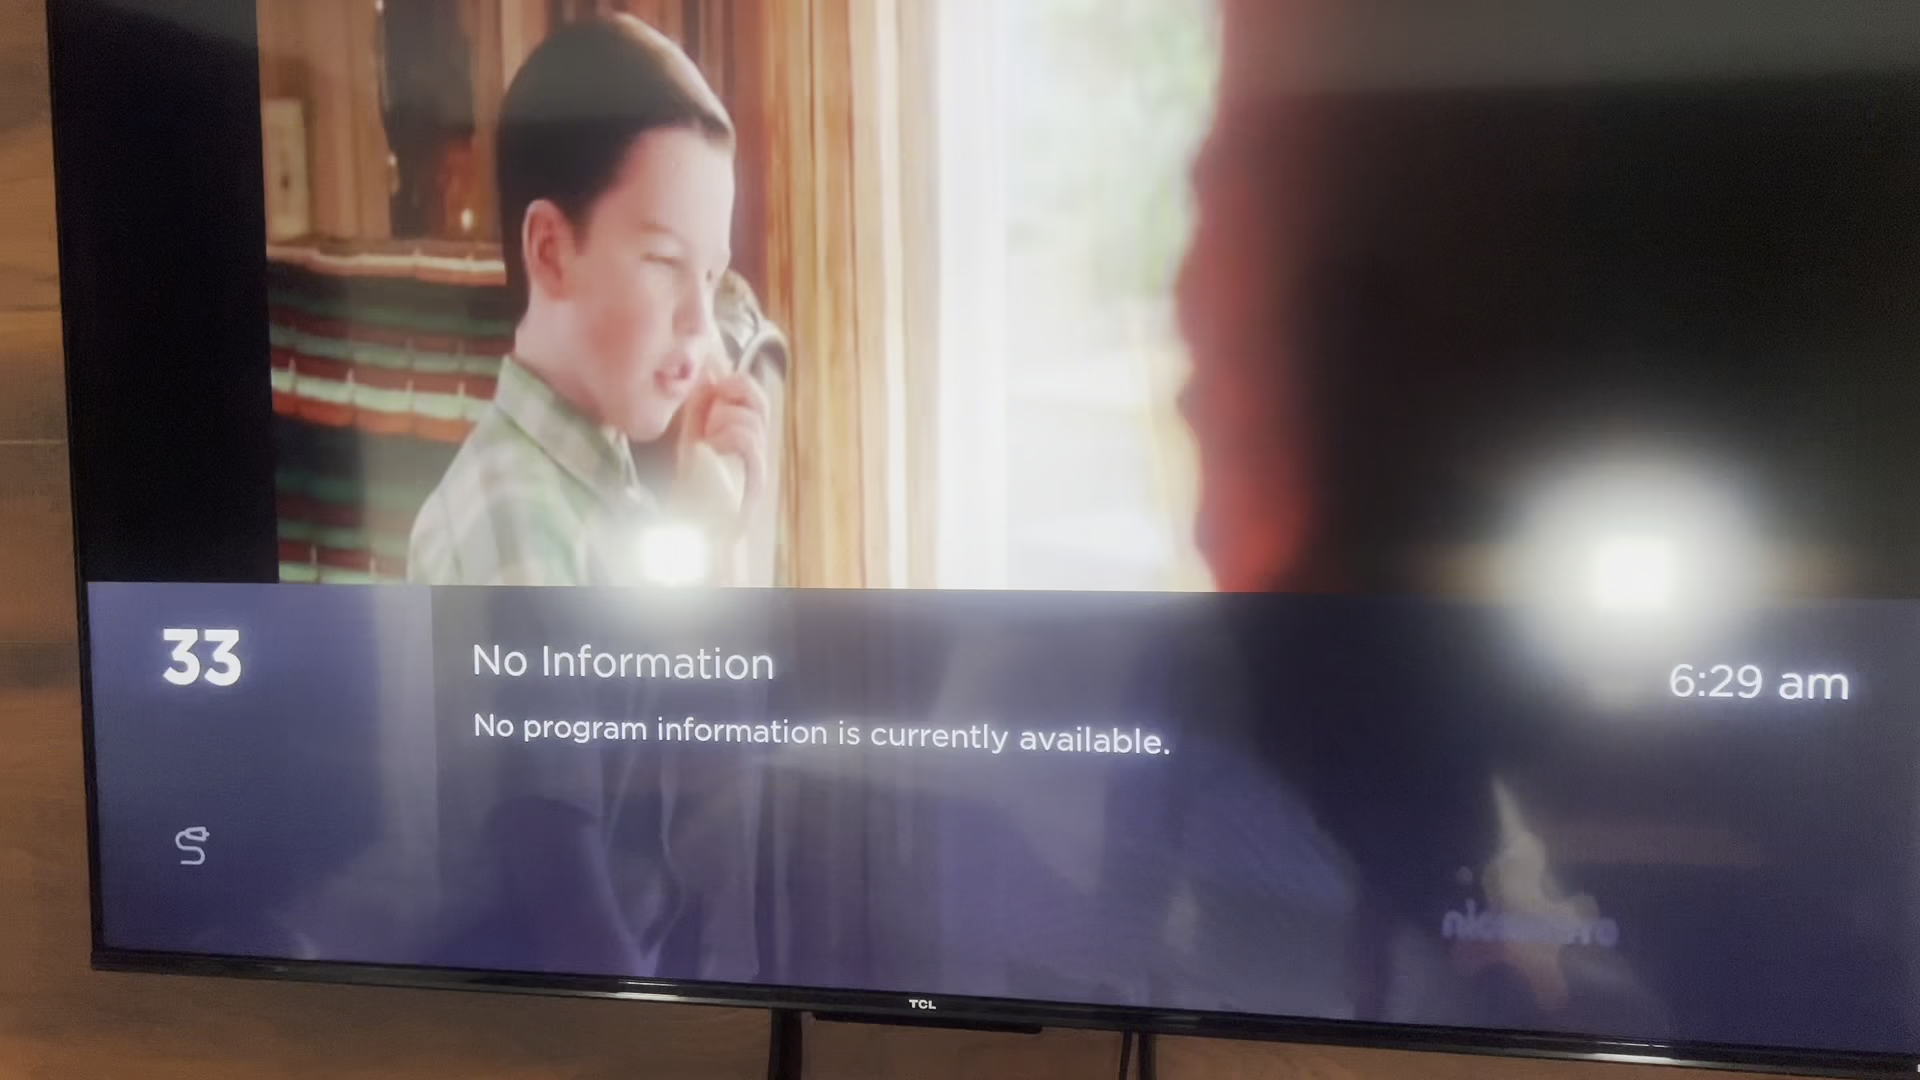 33
No Information
6:29 am
No program information is currently available.
TCL